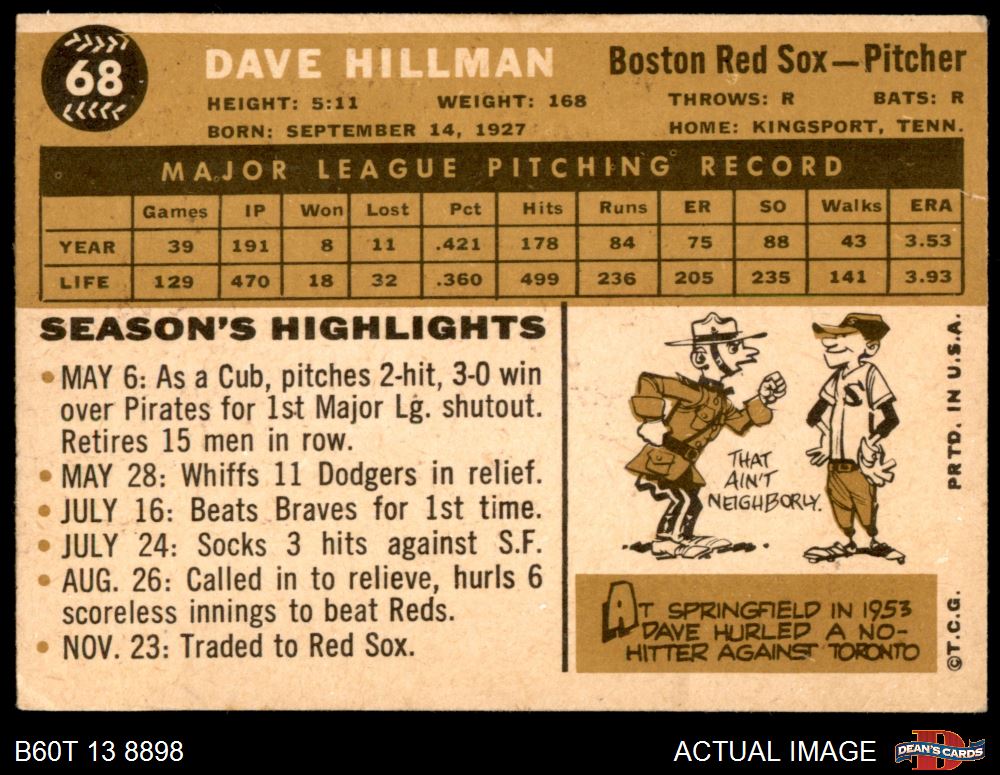 68
DAVE HILLMAN
Boston Red Sox—Pitcher
HEIGHT: 5:11 WEIGHT: 168 THROWS: R BATS: R
BORN: SEPTEMBER 14, 1927 HOME: KINGSPORT, TENN.
MAJOR LEAGUE PITCHING RECORD
Games IP Won Lost Pct Hits Runs ER SO Walks ERA
YEAR 39 191 8 11 .421 178 84 75 88 43 3.53
LIFE 129 470 18 32 .360 499 236 205 235 141 3.93
SEASON'S HIGHLIGHTS
• MAY 6: As a Cub, pitches 2-hit, 3-0 win
over Pirates for 1st Major Lg. shutout.
Retires 15 men in row.
• MAY 28: Whiffs 11 Dodgers in relief.
• JULY 16: Beats Braves for 1st time.
• JULY 24: Socks 3 hits against S.F.
• AUG. 26: Called in to relieve, hurls 6
scoreless innings to beat Reds.
• NOV. 23: Traded to Red Sox.
S
THAT
AIN'T
NEIGHBORLY.
AT SPRINGFIELD IN 1953
DAVE HURLED A NO-
HITTER AGAINST TORONTO
©T.C.G. PRTD. IN U.S.A.
B60T 13 8898
ACTUAL IMAGE
D
DEAN'S CARDS